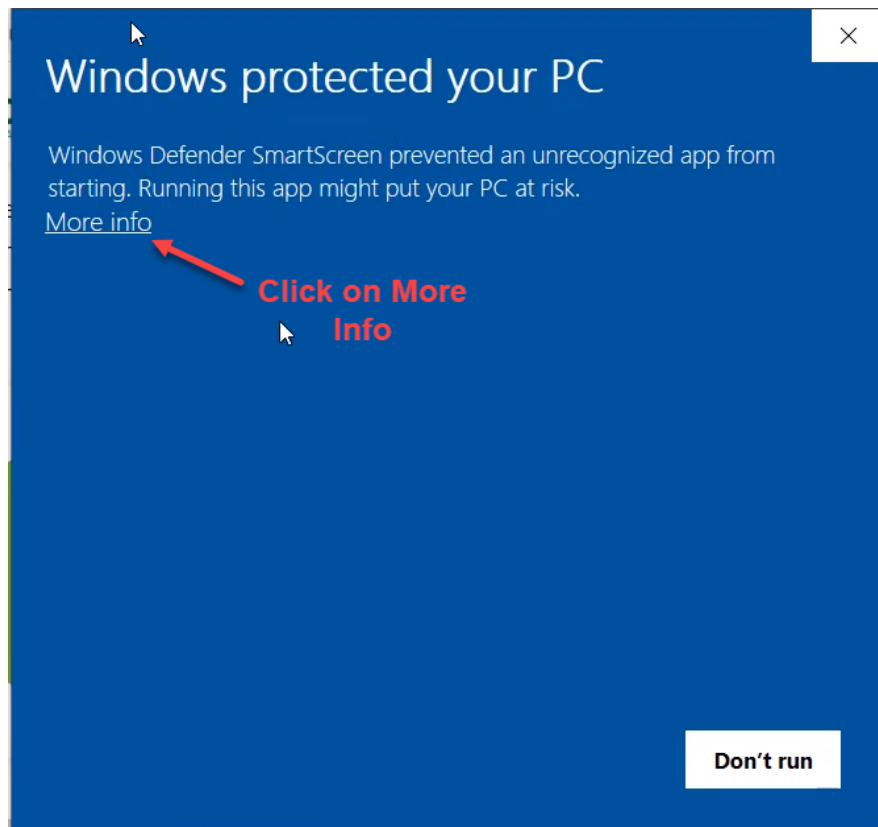 Windows protected your PC
Windows Defender SmartScreen prevented an unrecognized app from
starting. Running this app might put your PC at risk.
More info
Click on More
Info
Don't run